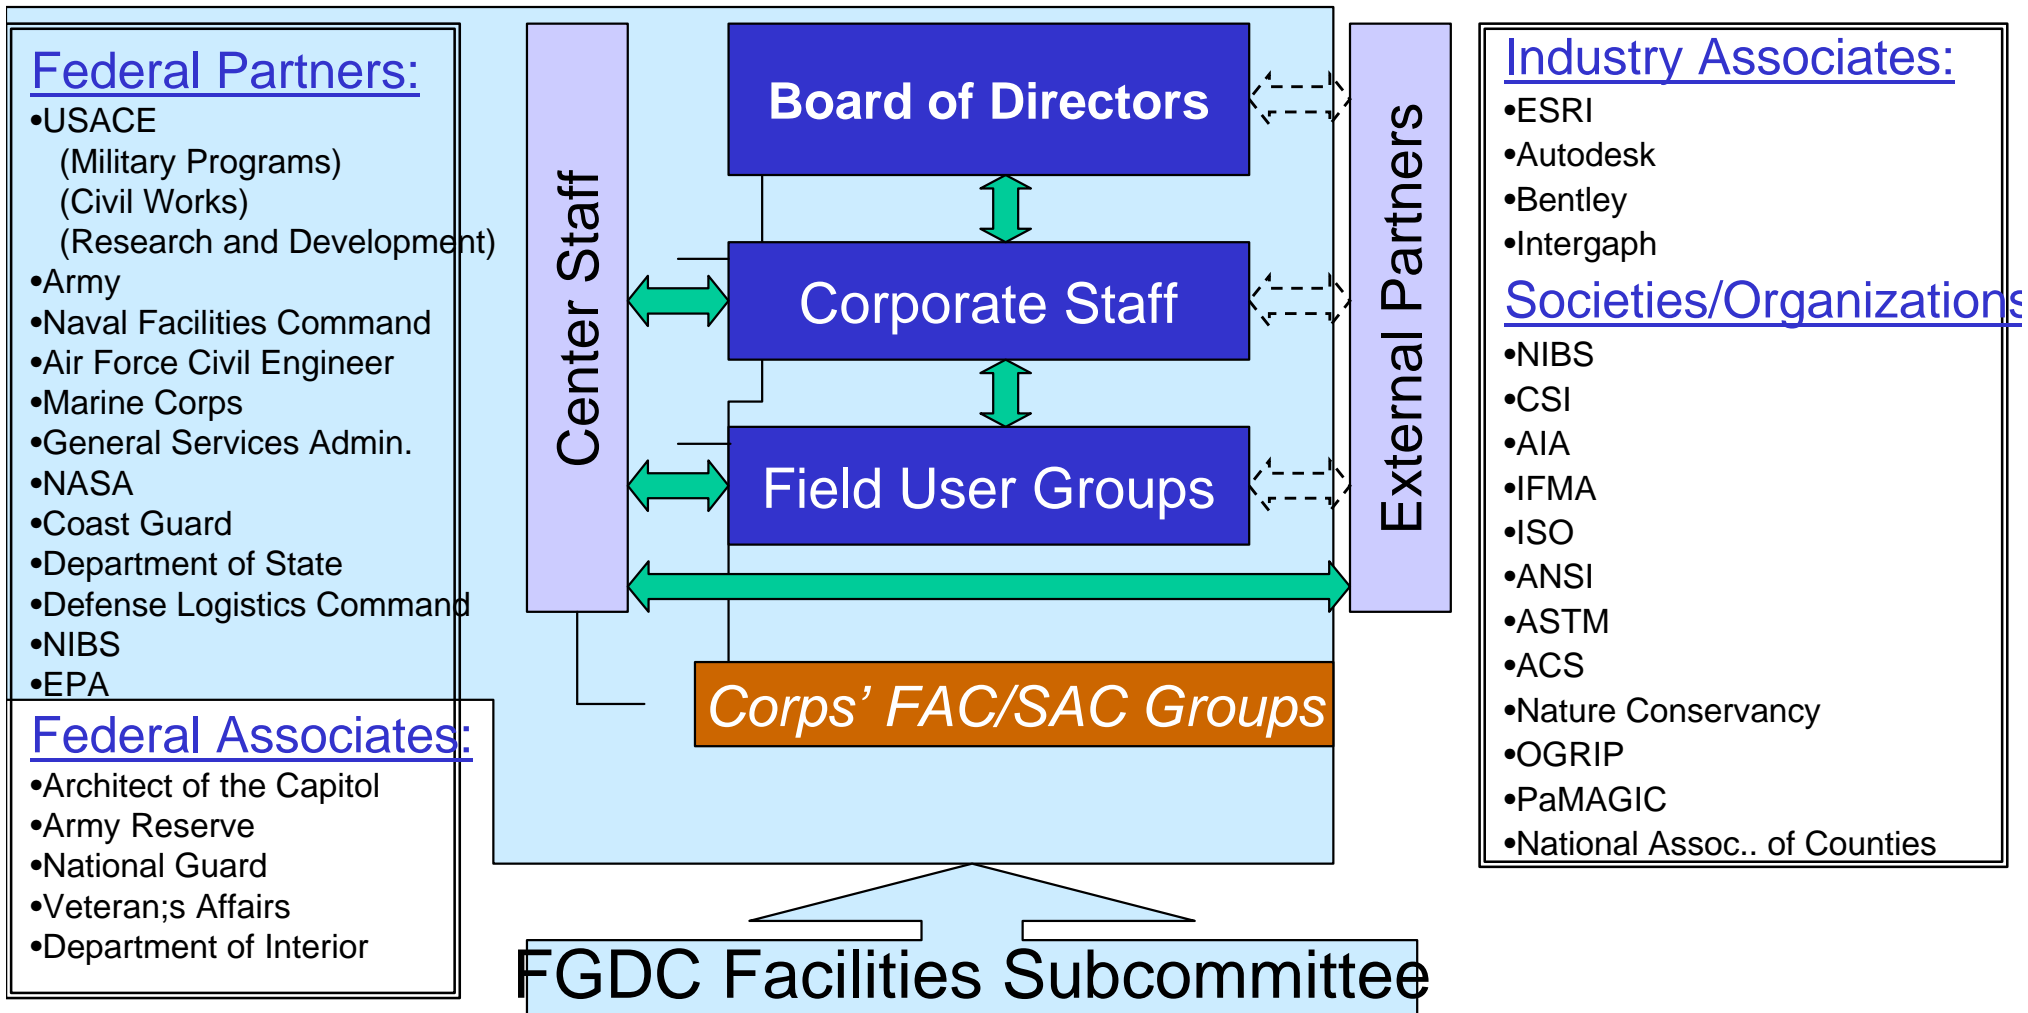 Federal Partners:
•USACE
(Military Programs)
(Civil Works)
(Research and Development)
•Army
•Naval Facilities Command
•Air Force Civil Engineer
•Marine Corps
•General Services Admin.
•NASA
•Coast Guard
•Department of State
•Defense Logistics Command
•NIBS
•EPA
Federal Associates:
•Architect of the Capitol
•Army Reserve
•National Guard
•Veteran;s Affairs
•Department of Interior
Center Staff
Board of Directors
Corporate Staff
Field User Groups
Corps’ FAC/SAC Groups
FGDC Facilities Subcommittee
External Partners
Industry Associates:
•ESRI
•Autodesk
•Bentley
•Intergaph
Societies/Organizations
•NIBS
•CSI
•AIA
•IFMA
•ISO
•ANSI
•ASTM
•ACS
•Nature Conservancy
•OGRIP
•PaMAGIC
•National Assoc.. of Counties